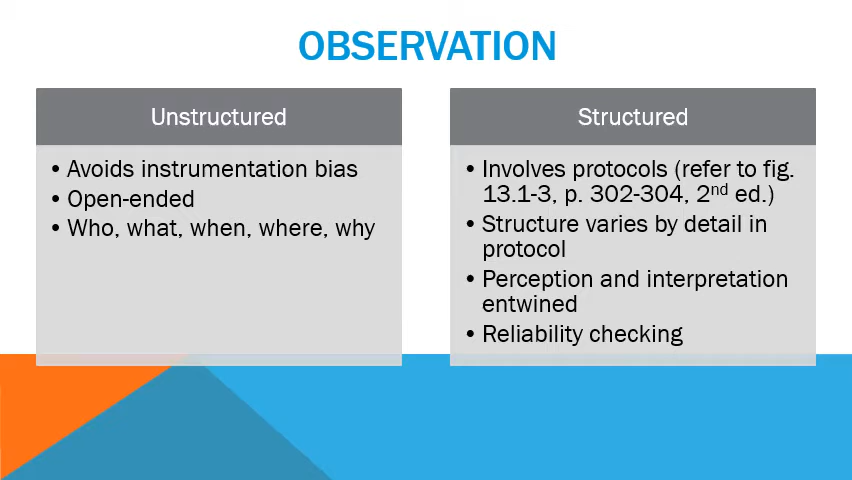 OBSERVATION
Unstructured
• Avoids instrumentation bias
• Open-ended
• Who, what, when, where, why
Structured
• Involves protocols (refer to fig.
13.1-3, p. 302-304, 2nd ed.)
• Structure varies by detail in
protocol
• Perception and interpretation
entwined
• Reliability checking